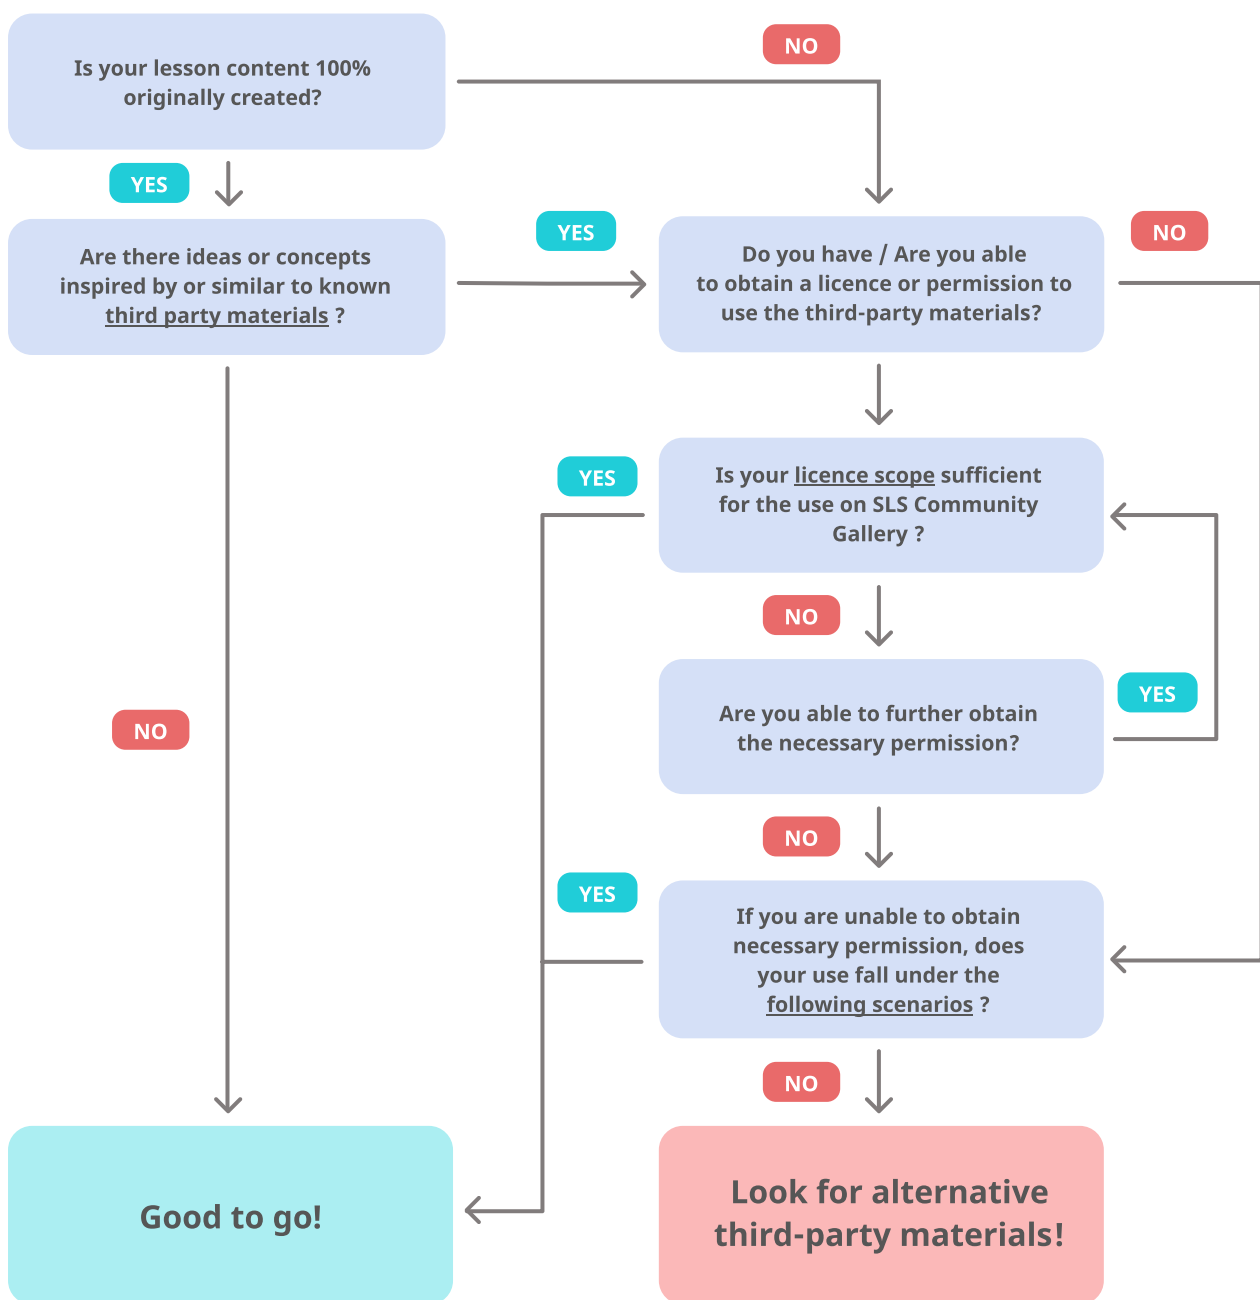 Is your lesson content 100%
originally created?
NO
YES
Are there ideas or concepts
inspired by or similar to known
third party materials ?
YES
Do you have / Are you able
to obtain a licence or permission to
use the third-party materials?
NO
YES
Is your licence scope sufficient
for the use on SLS Community
Gallery ?
NO
Are you able to further obtain
the necessary permission?
YES
NO
NO
YES
If you are unable to obtain
necessary permission, does
your use fall under the
following scenarios ?
NO
Good to go!
Look for alternative
third-party materials!